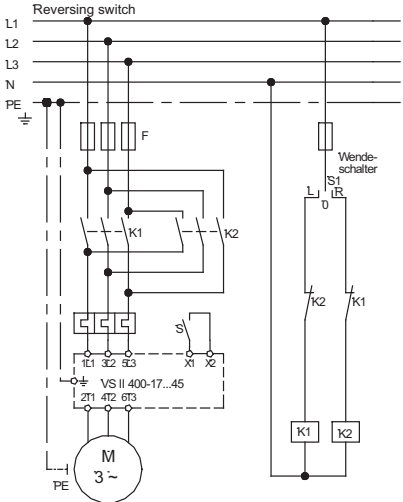 Reversing switch
L1
L2
L3
N
PE
F
Wende-
schalter
S1
L R
0
K1 K2
S
K2 K1
1L1 3L2 5L3 X1 X2
VS II 400-17...45
2T1 4T2 6T3
K1 K2
M
3 ~
PE